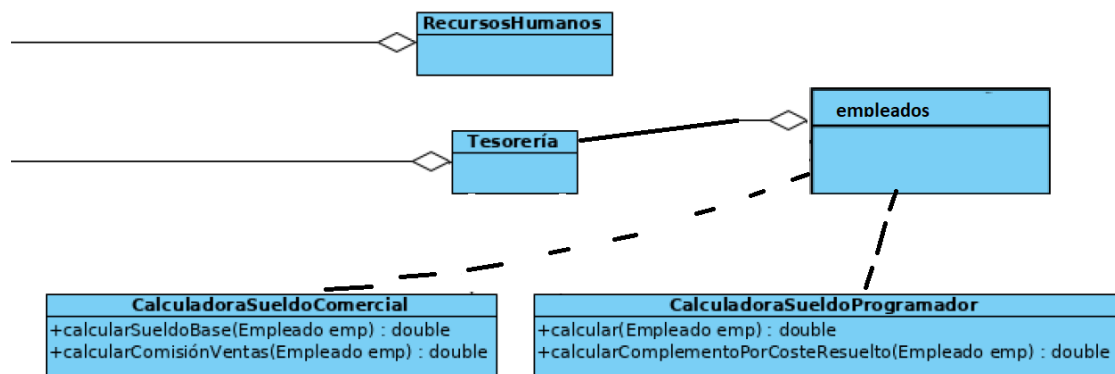 RecursosHumanos
empleados
Tesorería
CalculadoraSueldoComercial
+calcularSueldoBase(Empleado emp) : double
+calcularComisiónVentas(Empleado emp) : double
CalculadoraSueldoProgramador
+calcular(Empleado emp) : double
+calcularComplementoPorCosteResuelto(Empleado emp) : double